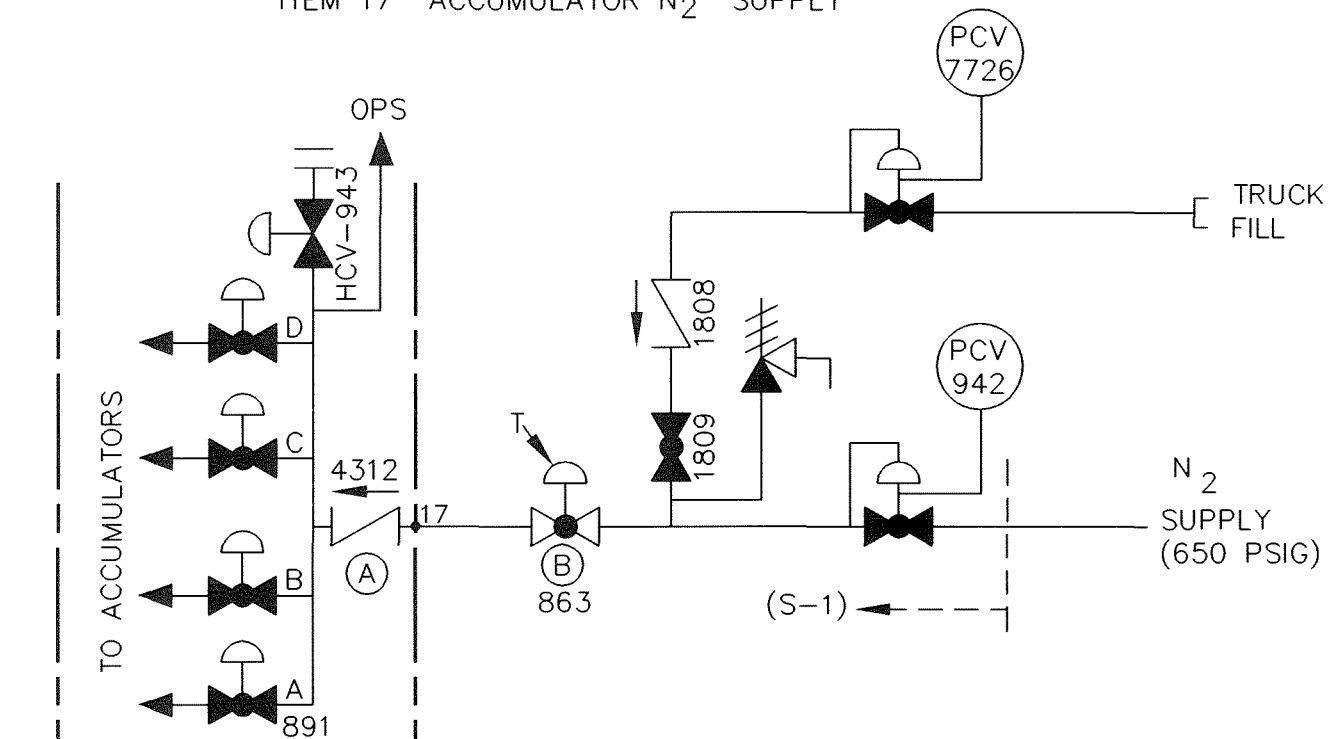 ITEM 17 ACCUMULATOR N2 SUPPLY
PCV
7726
OPS
HCV-943
TRUCK
FILL
1808
D
PCV
942
TO ACCUMULATORS
C
T
1809
4312
17
N2
SUPPLY
(650 PSIG)
A
B
863
B
(S-1)
A
891